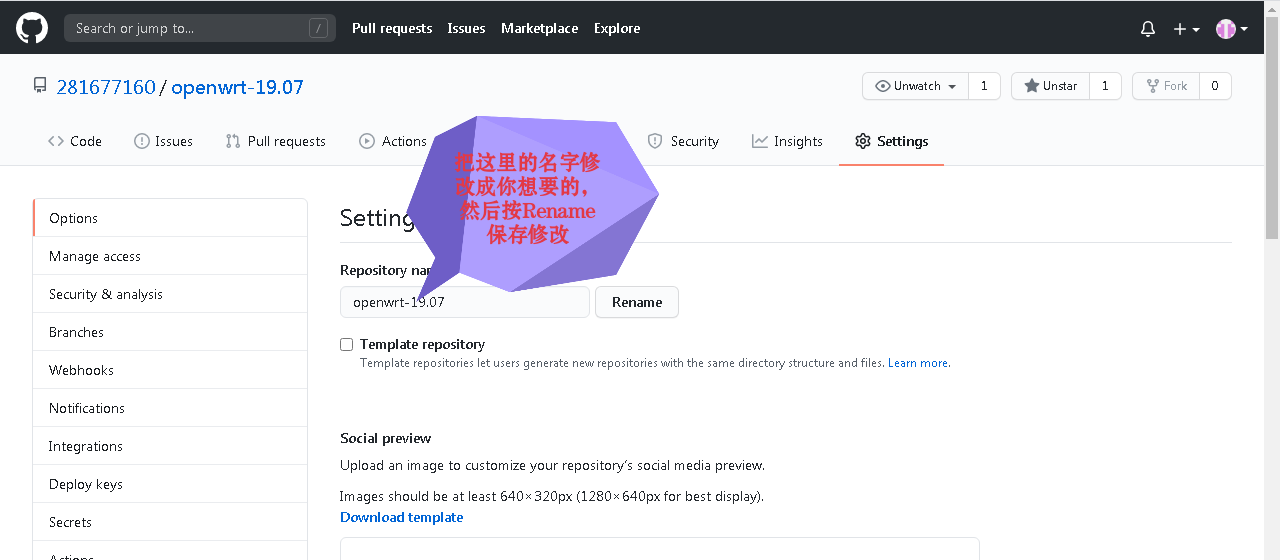 Search or jump to...
/
Pull requests
Issues
Marketplace
Explore
281677160 / openwrt-19.07
Unwatch
1
Unstar
1
Fork
0
Code
Issues
Pull requests
Actions
Security
Insights
Settings
把这里的名字修
改成你想要的，
然后按Rename
保存修改
Options
Manage access
Security & analysis
Branches
Webhooks
Notifications
Integrations
Deploy keys
Secrets
Actions
Setting
Repository na
openwrt-19.07
Rename
Template repository
Template repositories let users generate new repositories with the same directory structure and files. Learn more.
Social preview
Upload an image to customize your repository's social media preview.
Images should be at least 640×320px (1280×640px for best display).
Download template